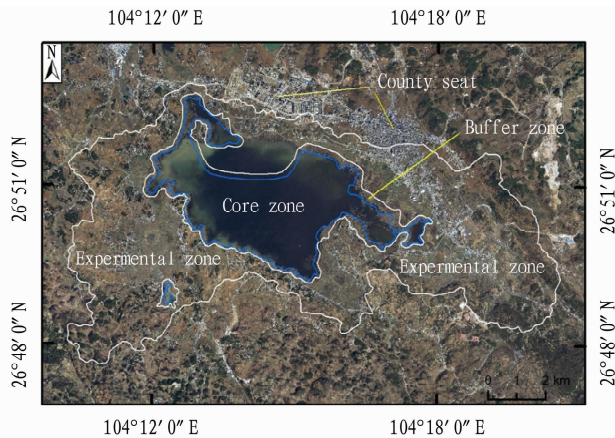 104°12′0″E
104°18′0″E
N
County seat
Buffer zone
26°51′0″N
26°51′0″N
Core zone
Expermental zone
Expermental zone
26°48′0″N
26°48′0″N
0 1 2 km
104°12′0″E
104°18′0″E